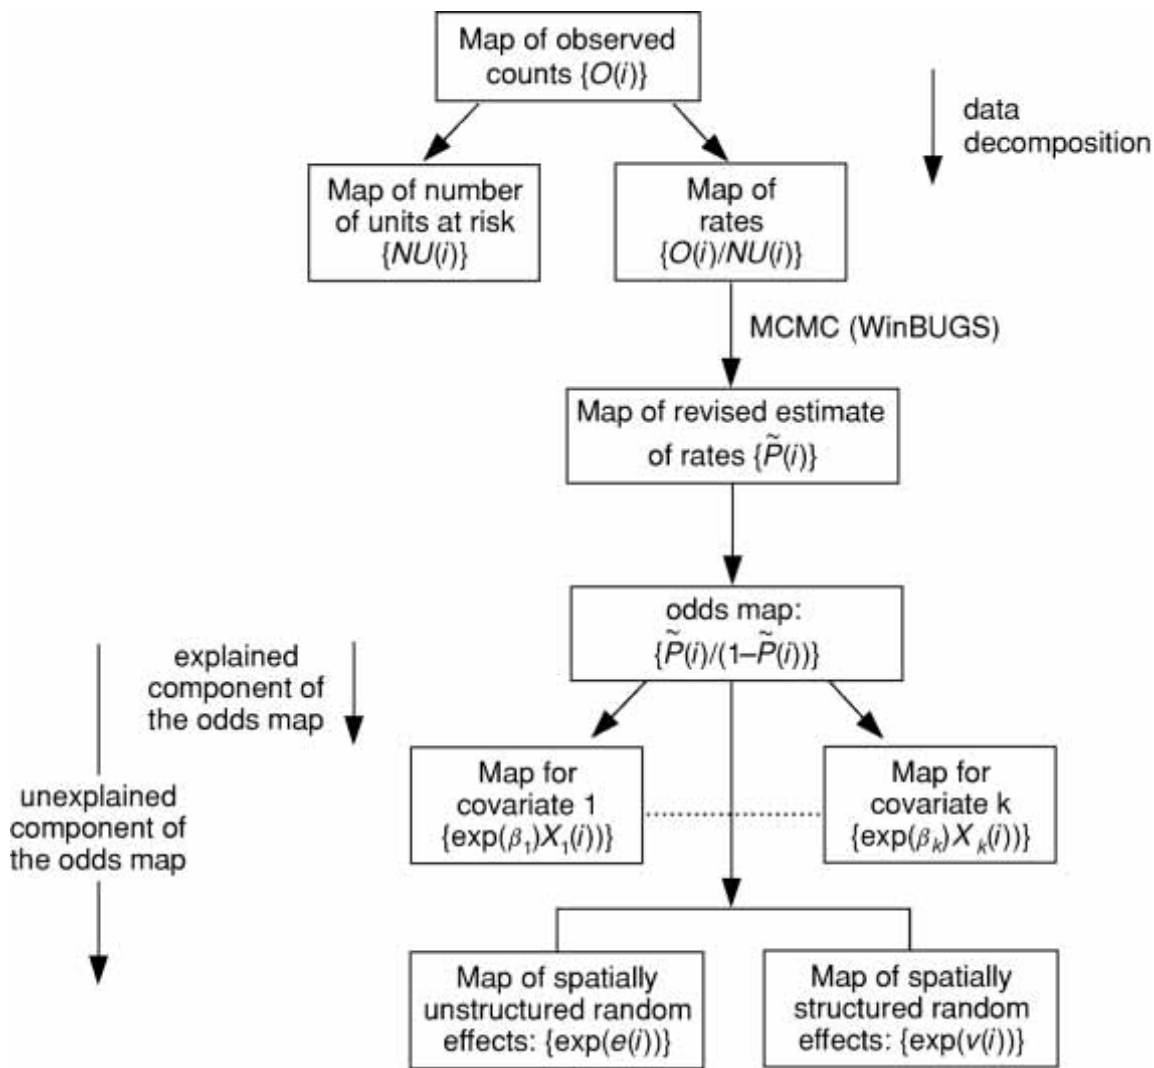 Map of observed
counts {O(i)}
data
decomposition
Map of number
of units at risk
{NU(i)}
Map of
rates
{O(i)/NU(i)}
MCMC (WinBUGS)
Map of revised estimate
of rates {P̃(i)}
odds map:
{P̃(i)/(1–P̃(i))}
explained
component of
the odds map
unexplained
component of
the odds map
Map for
covariate 1
{exp(β₁)X₁(i))}
Map for
covariate k
{exp(βₖ)Xₖ(i))}
Map of spatially
unstructured random
effects: {exp(e(i))}
Map of spatially
structured random
effects: {exp(v(i))}